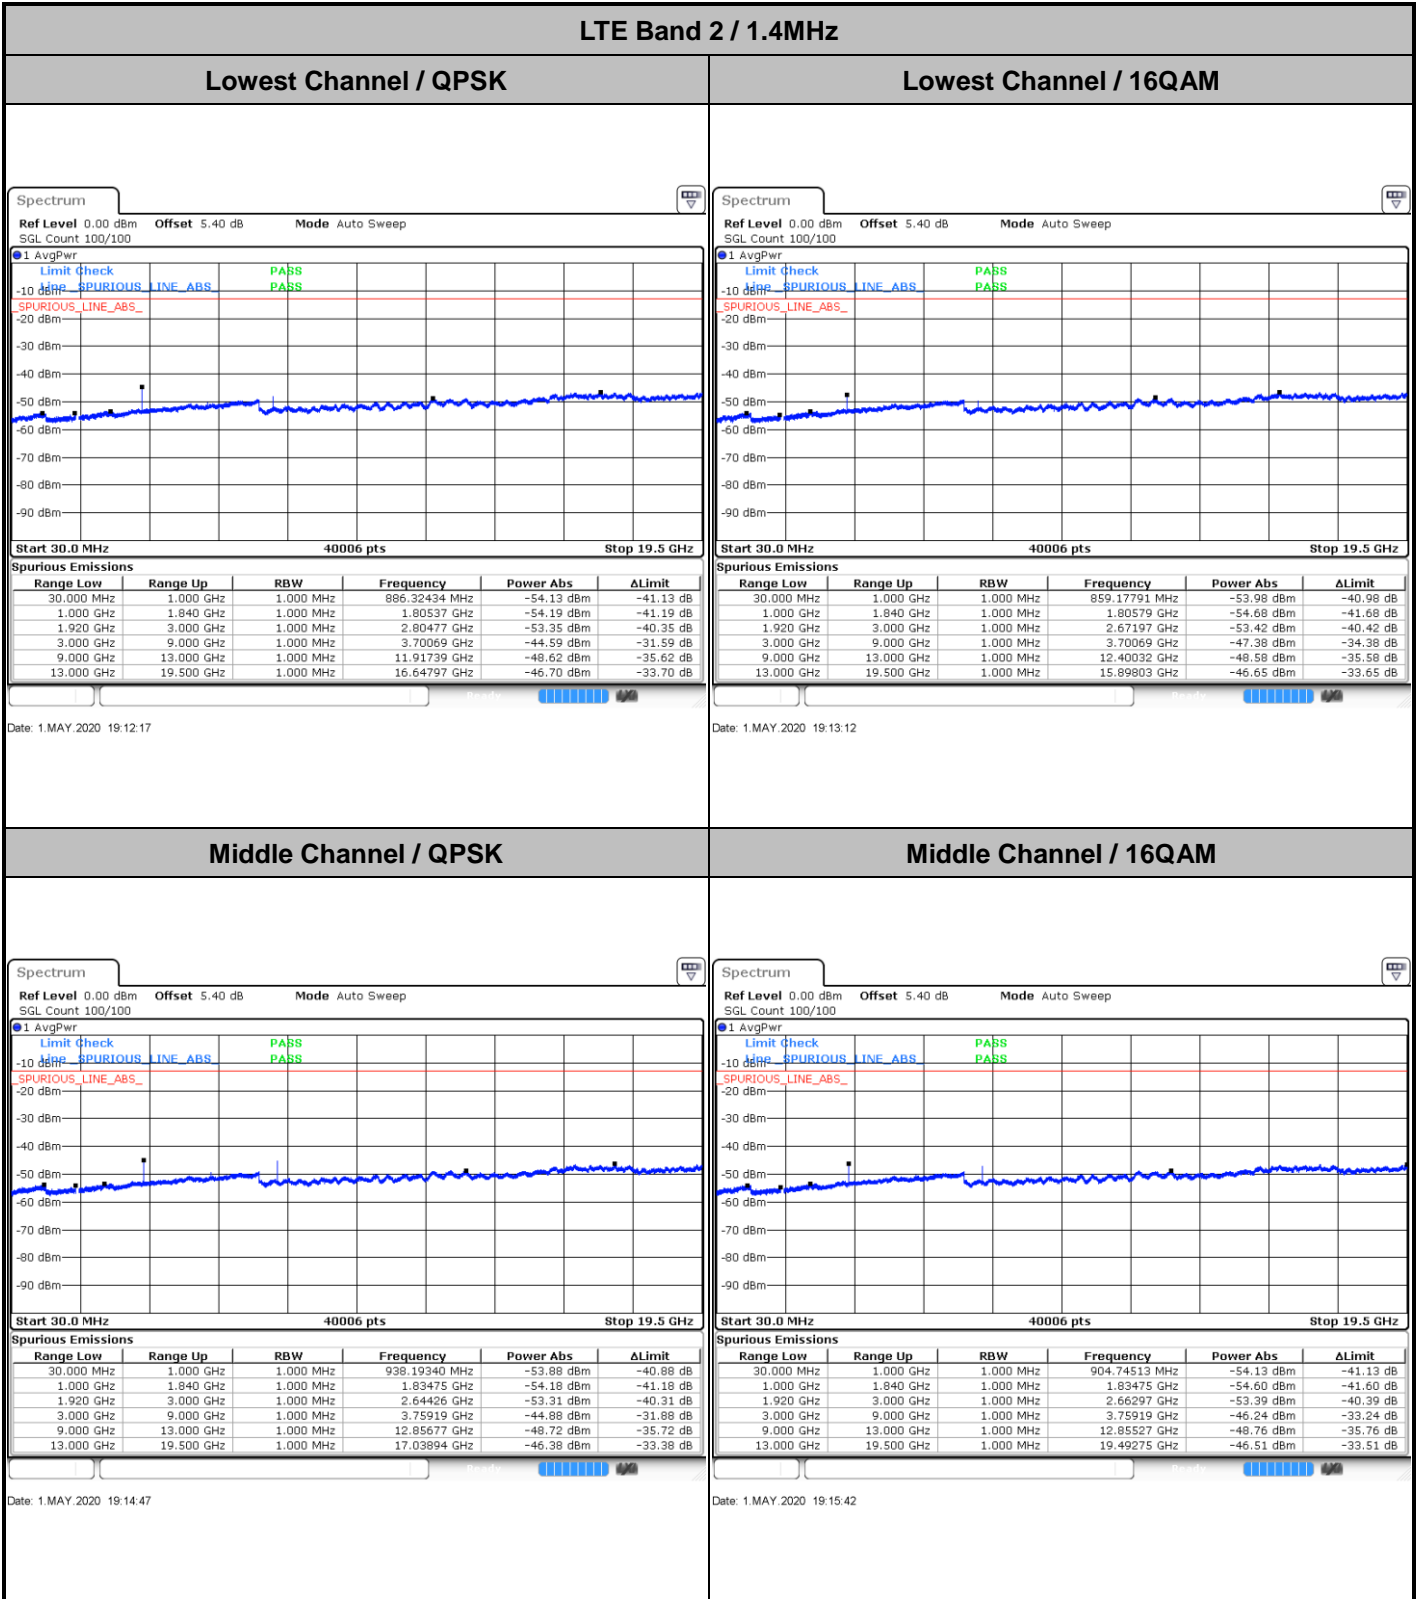 LTE Band 2 / 1.4MHz
Lowest Channel / QPSK
Lowest Channel / 16QAM
Spectrum
Ref Level 0.00 dBm Offset 5.40 dB Mode Auto Sweep
SGL Count 100/100
1 AvgPwr
Limit Check PASS
Line _SPURIOUS_LINE_ABS_ PASS
-10 dBm
_SPURIOUS_LINE_ABS_
-20 dBm
-30 dBm
-40 dBm
-50 dBm
-60 dBm
-70 dBm
-80 dBm
-90 dBm
Start 30.0 MHz 40006 pts Stop 19.5 GHz
Spurious Emissions
Range Low Range Up RBW Frequency Power Abs ΔLimit
30.000 MHz 1.000 GHz 1.000 MHz 886.32434 MHz -54.13 dBm -41.13 dB
1.000 GHz 1.840 GHz 1.000 MHz 1.80537 GHz -54.19 dBm -41.19 dB
1.920 GHz 3.000 GHz 1.000 MHz 2.80477 GHz -53.35 dBm -40.35 dB
3.000 GHz 9.000 GHz 1.000 MHz 3.70069 GHz -44.59 dBm -31.59 dB
9.000 GHz 13.000 GHz 1.000 MHz 11.91739 GHz -48.62 dBm -35.62 dB
13.000 GHz 19.500 GHz 1.000 MHz 16.64797 GHz -46.70 dBm -33.70 dB
Ready
Date: 1.MAY.2020 19:12:17
Spectrum
Ref Level 0.00 dBm Offset 5.40 dB Mode Auto Sweep
SGL Count 100/100
1 AvgPwr
Limit Check PASS
Line _SPURIOUS_LINE_ABS_ PASS
-10 dBm
_SPURIOUS_LINE_ABS_
-20 dBm
-30 dBm
-40 dBm
-50 dBm
-60 dBm
-70 dBm
-80 dBm
-90 dBm
Start 30.0 MHz 40006 pts Stop 19.5 GHz
Spurious Emissions
Range Low Range Up RBW Frequency Power Abs ΔLimit
30.000 MHz 1.000 GHz 1.000 MHz 859.17791 MHz -53.98 dBm -40.98 dB
1.000 GHz 1.840 GHz 1.000 MHz 1.80579 GHz -54.68 dBm -41.68 dB
1.920 GHz 3.000 GHz 1.000 MHz 2.67197 GHz -53.42 dBm -40.42 dB
3.000 GHz 9.000 GHz 1.000 MHz 3.70069 GHz -47.38 dBm -34.38 dB
9.000 GHz 13.000 GHz 1.000 MHz 12.40032 GHz -48.58 dBm -35.58 dB
13.000 GHz 19.500 GHz 1.000 MHz 15.89803 GHz -46.65 dBm -33.65 dB
Ready
Date: 1.MAY.2020 19:13:12
Middle Channel / QPSK
Middle Channel / 16QAM
Spectrum
Ref Level 0.00 dBm Offset 5.40 dB Mode Auto Sweep
SGL Count 100/100
1 AvgPwr
Limit Check PASS
Line _SPURIOUS_LINE_ABS_ PASS
-10 dBm
_SPURIOUS_LINE_ABS_
-20 dBm
-30 dBm
-40 dBm
-50 dBm
-60 dBm
-70 dBm
-80 dBm
-90 dBm
Start 30.0 MHz 40006 pts Stop 19.5 GHz
Spurious Emissions
Range Low Range Up RBW Frequency Power Abs ΔLimit
30.000 MHz 1.000 GHz 1.000 MHz 938.19340 MHz -53.88 dBm -40.88 dB
1.000 GHz 1.840 GHz 1.000 MHz 1.83475 GHz -54.18 dBm -41.18 dB
1.920 GHz 3.000 GHz 1.000 MHz 2.64426 GHz -53.31 dBm -40.31 dB
3.000 GHz 9.000 GHz 1.000 MHz 3.75919 GHz -44.88 dBm -31.88 dB
9.000 GHz 13.000 GHz 1.000 MHz 12.85677 GHz -48.72 dBm -35.72 dB
13.000 GHz 19.500 GHz 1.000 MHz 17.03894 GHz -46.38 dBm -33.38 dB
Ready
Date: 1.MAY.2020 19:14:47
Spectrum
Ref Level 0.00 dBm Offset 5.40 dB Mode Auto Sweep
SGL Count 100/100
1 AvgPwr
Limit Check PASS
Line _SPURIOUS_LINE_ABS_ PASS
-10 dBm
_SPURIOUS_LINE_ABS_
-20 dBm
-30 dBm
-40 dBm
-50 dBm
-60 dBm
-70 dBm
-80 dBm
-90 dBm
Start 30.0 MHz 40006 pts Stop 19.5 GHz
Spurious Emissions
Range Low Range Up RBW Frequency Power Abs ΔLimit
30.000 MHz 1.000 GHz 1.000 MHz 904.74513 MHz -54.13 dBm -41.13 dB
1.000 GHz 1.840 GHz 1.000 MHz 1.83475 GHz -54.60 dBm -41.60 dB
1.920 GHz 3.000 GHz 1.000 MHz 2.66297 GHz -53.39 dBm -40.39 dB
3.000 GHz 9.000 GHz 1.000 MHz 3.75919 GHz -46.24 dBm -33.24 dB
9.000 GHz 13.000 GHz 1.000 MHz 12.85527 GHz -48.76 dBm -35.76 dB
13.000 GHz 19.500 GHz 1.000 MHz 19.49275 GHz -46.51 dBm -33.51 dB
Ready
Date: 1.MAY.2020 19:15:42